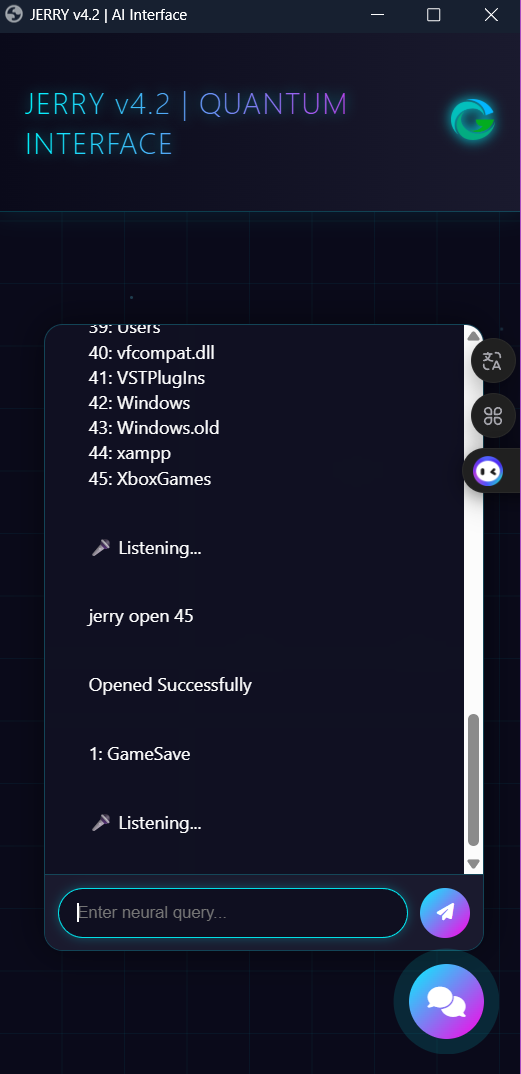 JERRY v4.2 | AI Interface
JERRY v4.2 | QUANTUM
INTERFACE
39: Users
40: vfcompat.dll
41: VSTPlugIns
42: Windows
43: Windows.old
44: xampp
45: XboxGames
🎤 Listening...
jerry open 45
Opened Successfully
1: GameSave
🎤 Listening...
Enter neural query...